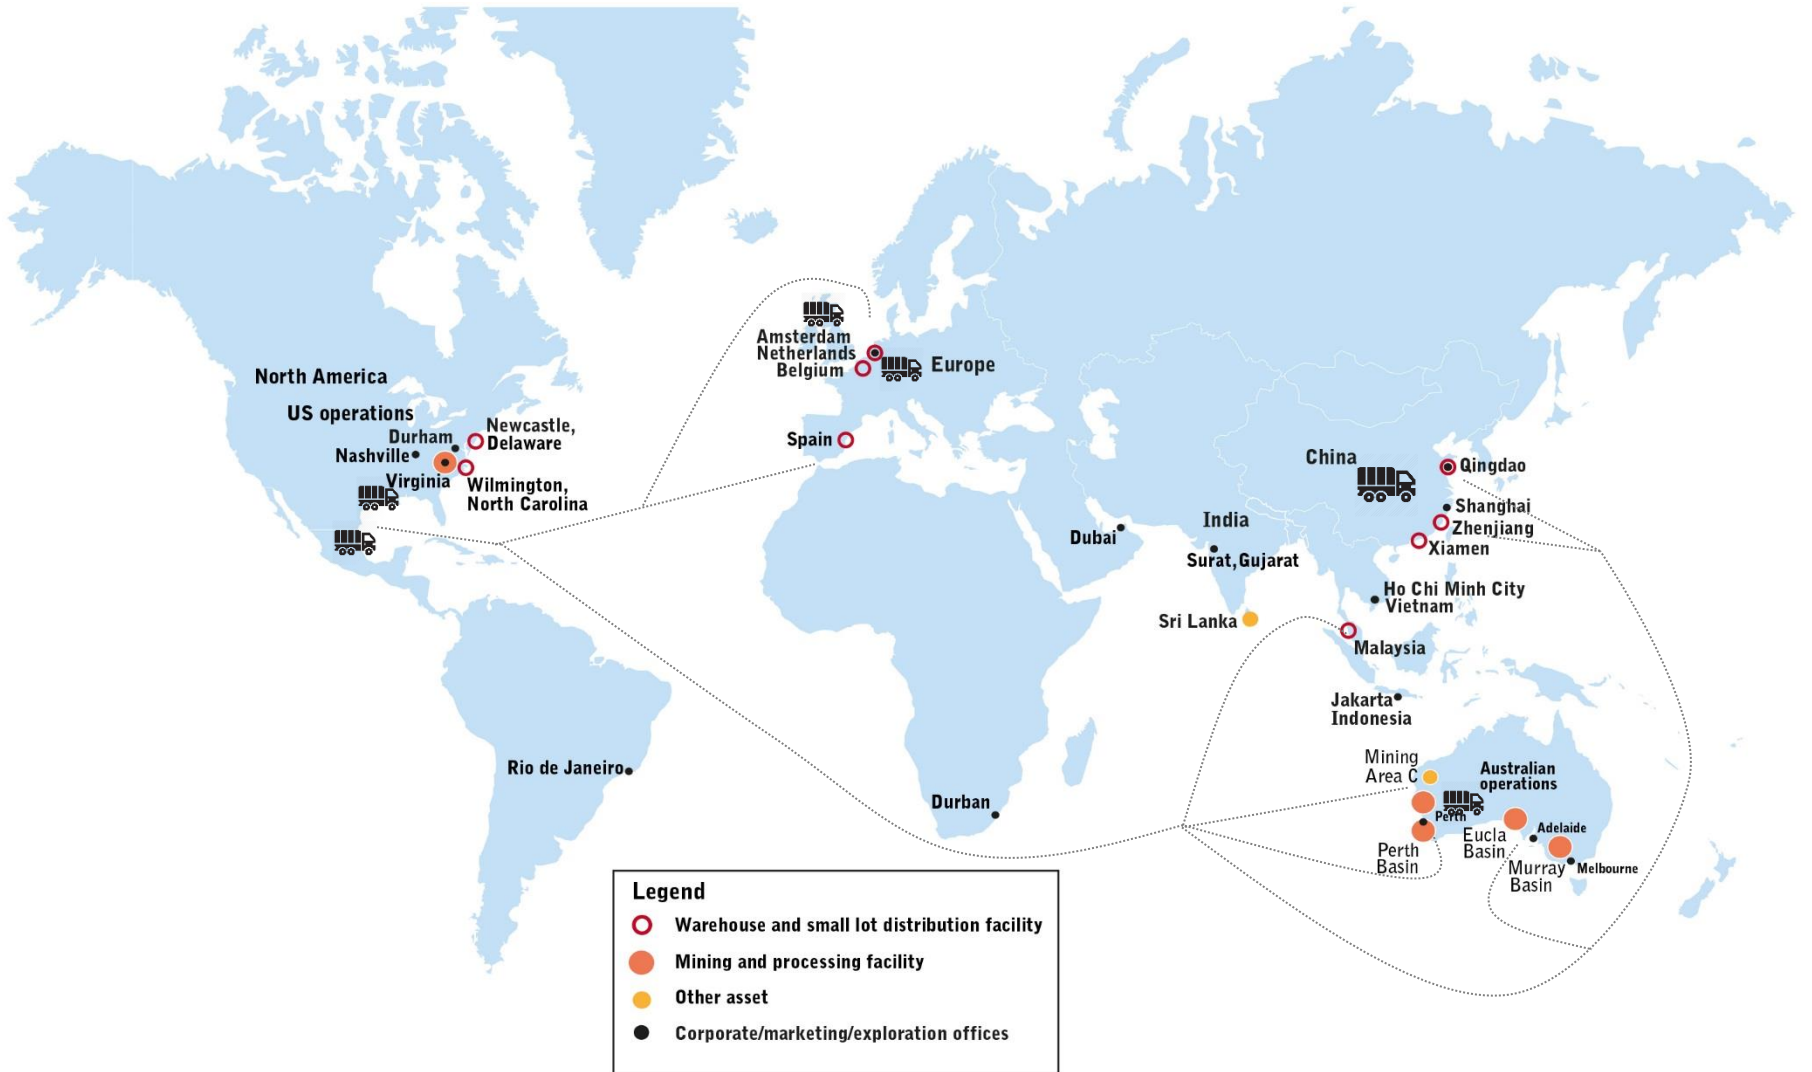 North America
US operations
Durham
Nashville
Virginia
Newcastle,
Delaware
Wilmington,
North Carolina
Amsterdam
Netherlands
Belgium
Europe
Spain
China
Qingdao
Shanghai
Zhenjiang
Xiamen
India
Dubai
Surat, Gujarat
Ho Chi Minh City
Vietnam
Sri Lanka
Malaysia
Jakarta
Indonesia
Rio de Janeiro
Durban
Mining
Area C
Australian
operations
Perth
Perth
Basin
Eucla
Basin
Adelaide
Murray
Basin
Melbourne
Legend
Warehouse and small lot distribution facility
Mining and processing facility
Other asset
Corporate/marketing/exploration offices